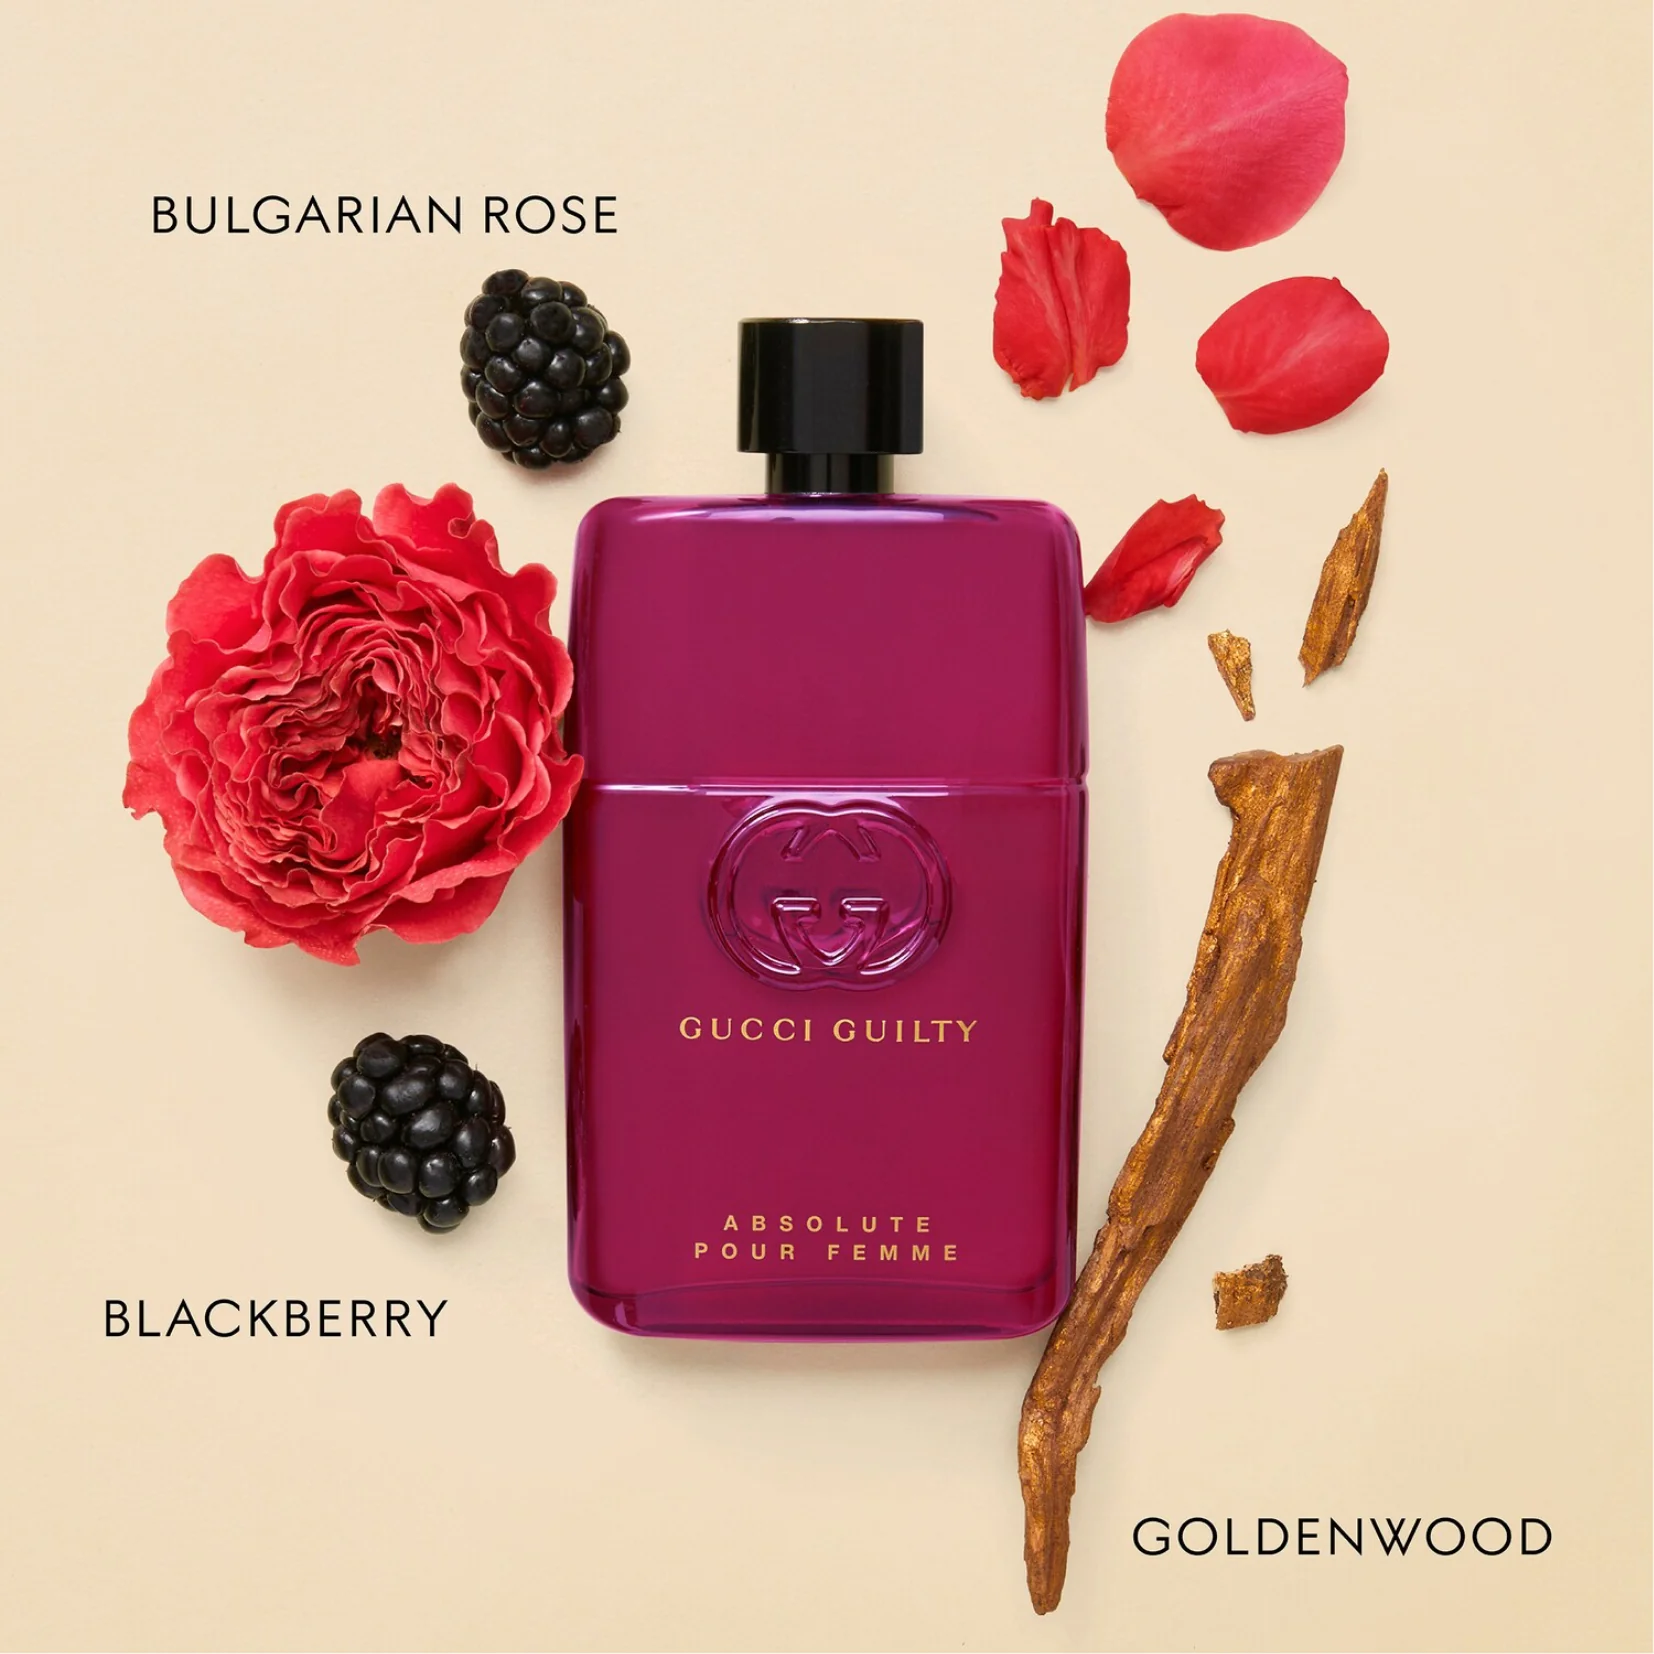 BULGARIAN ROSE
GUCCI GUILTY
ABSOLUTE
POUR FEMME
BLACKBERRY
GOLDENWOOD